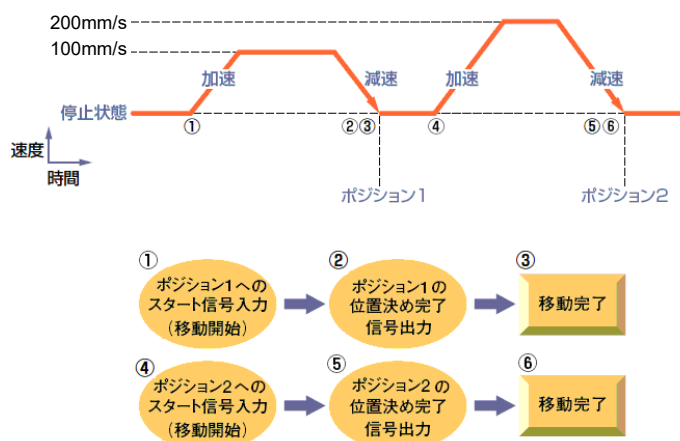 200mm/s
100mm/s
加速
減速
加速
減速
停止状態
①
②③
④
⑤⑥
速度
時間
ポジション1
ポジション2
①
ポジション1への
スタート信号入力
(移動開始)
②
ポジション1の
位置決め完了
信号出力
③
移動完了
④
ポジション2への
スタート信号入力
(移動開始)
⑤
ポジション2の
位置決め完了
信号出力
⑥
移動完了